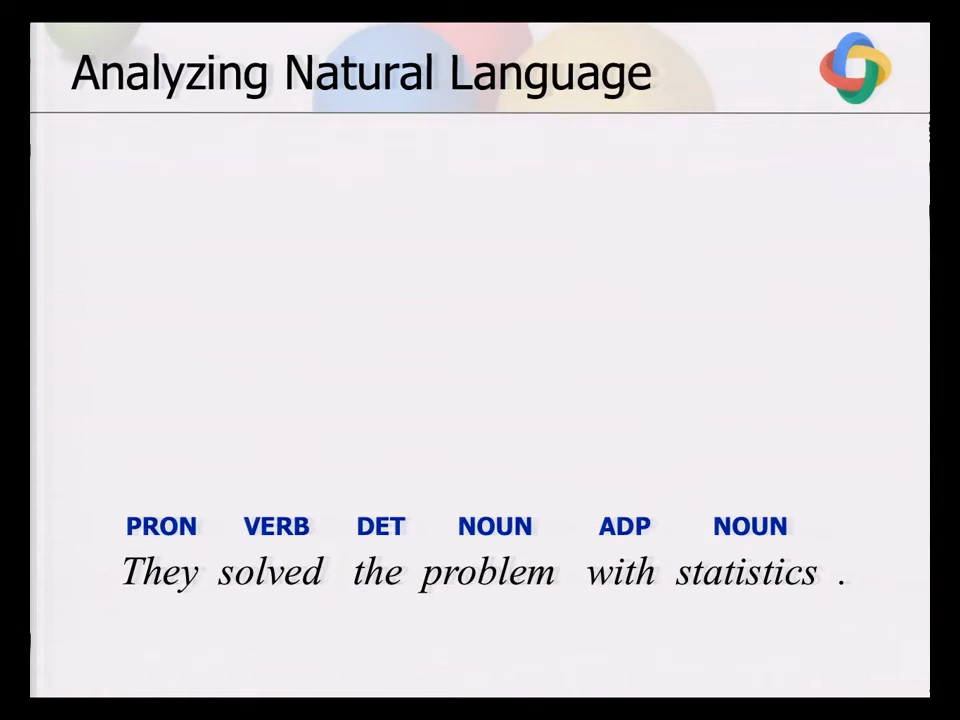 Analyzing Natural Language
PRON VERB DET NOUN ADP NOUN
They solved the problem with statistics .